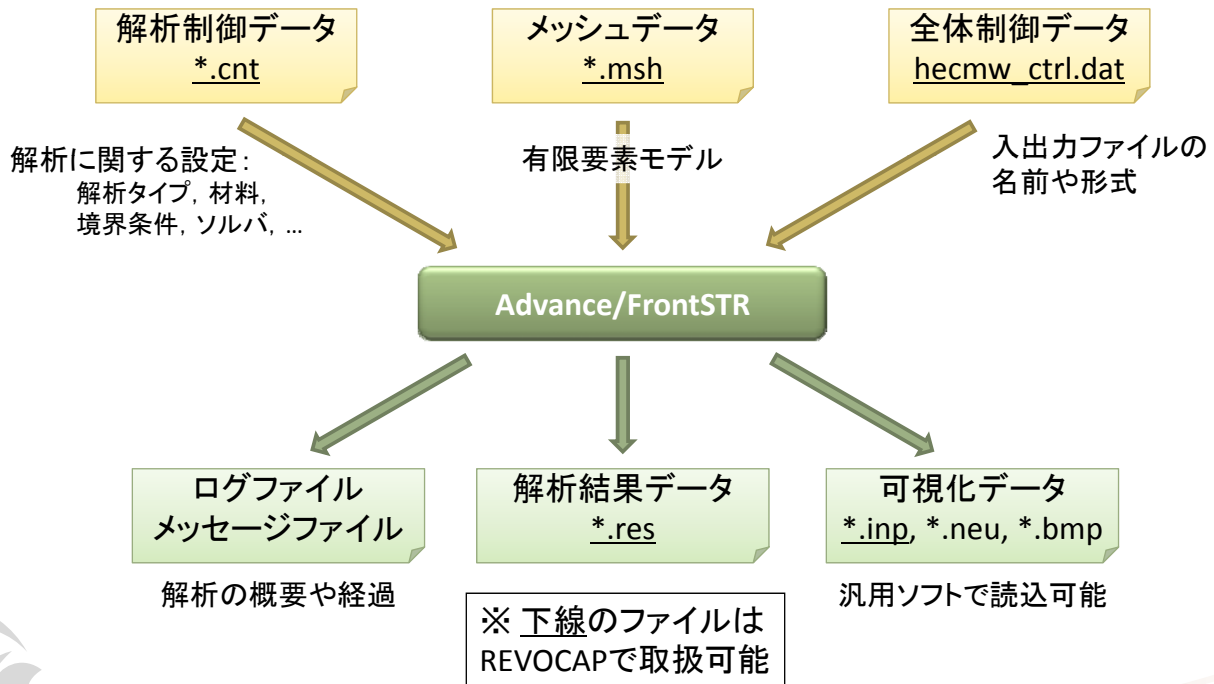 解析制御データ
*.cnt
メッシュデータ
*.msh
全体制御データ
hecmw_ctrl.dat
解析に関する設定：
解析タイプ, 材料,
境界条件, ソルバ, ...
有限要素モデル
入出力ファイルの
名前や形式
Advance/FrontSTR
ログファイル
メッセージファイル
解析結果データ
*.res
可視化データ
*.inp, *.neu, *.bmp
解析の概要や経過
汎用ソフトで読込可能
※ 下線のファイルは
REVOCAPで取扱可能